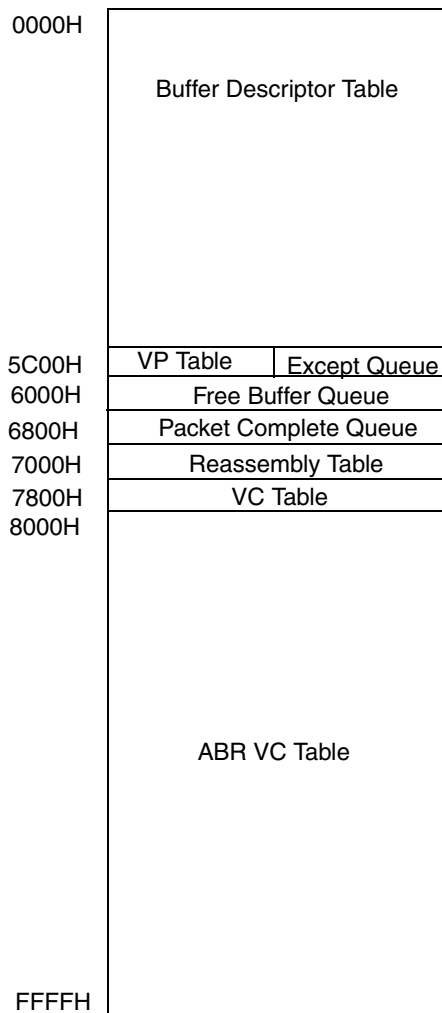 0000H
Buffer Descriptor Table
5C00H VP Table Except Queue
6000H Free Buffer Queue
6800H Packet Complete Queue
7000H Reassembly Table
7800H VC Table
8000H
ABR VC Table
FFFFH